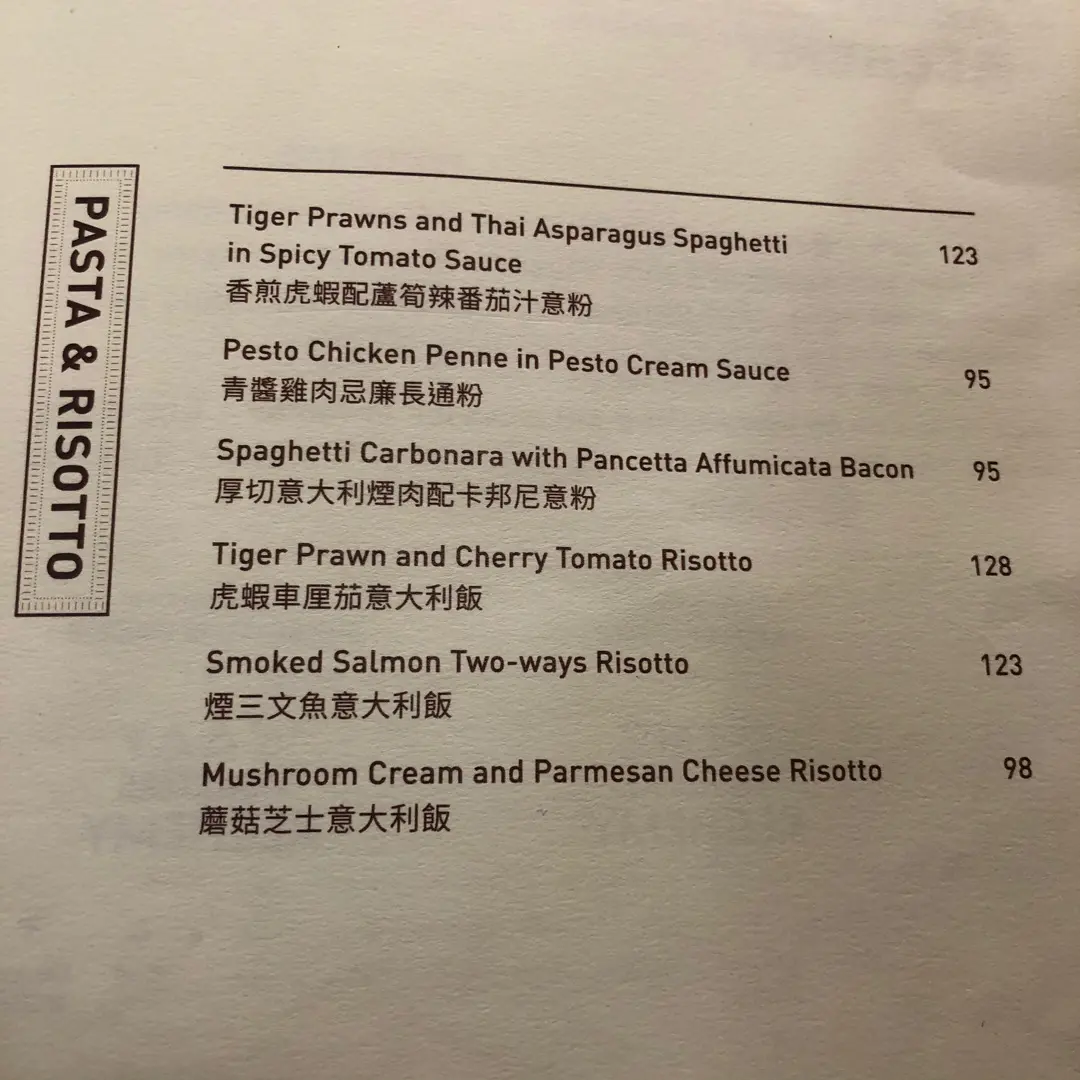 PASTA & RISOTTO
Tiger Prawns and Thai Asparagus Spaghetti
in Spicy Tomato Sauce 123
香煎虎蝦配蘆筍辣番茄汁意粉
Pesto Chicken Penne in Pesto Cream Sauce 95
青醬雞肉忌廉長通粉
Spaghetti Carbonara with Pancetta Affumicata Bacon 95
厚切意大利煙肉配卡邦尼意粉
Tiger Prawn and Cherry Tomato Risotto 128
虎蝦車厘茄意大利飯
Smoked Salmon Two-ways Risotto 123
煙三文魚意大利飯
Mushroom Cream and Parmesan Cheese Risotto 98
蘑菇芝士意大利飯